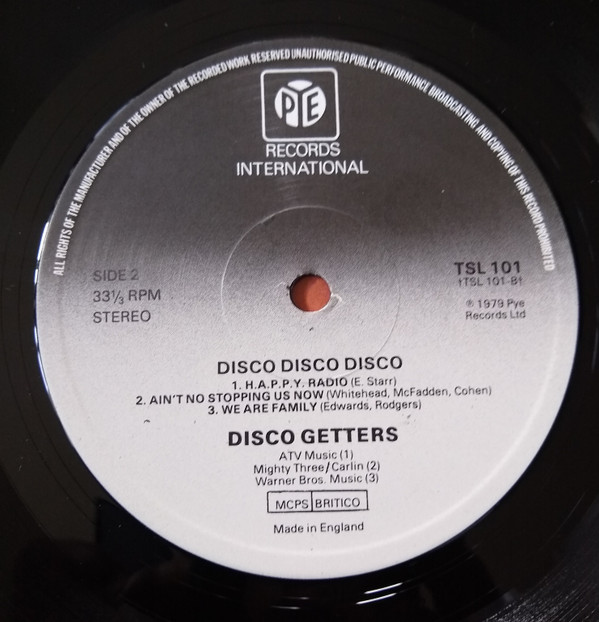 ALL RIGHTS OF THE MANUFACTURER AND OF THE OWNER OF THE RECORDED WORK RESERVED UNAUTHORISED PUBLIC PERFORMANCE BROADCASTING AND COPYING OF THIS RECORD PROHIBITED
PYE
RECORDS
INTERNATIONAL
SIDE 2
33⅓ RPM
STEREO
TSL 101
†TSL 101-B†
℗ 1979 Pye
Records Ltd
DISCO DISCO DISCO
1. H.A.P.P.Y. RADIO (E. Starr)
2. AIN'T NO STOPPING US NOW (Whitehead, McFadden, Cohen)
3. WE ARE FAMILY (Edwards, Rodgers)
DISCO GETTERS
ATV Music (1)
Mighty Three/Carlin (2)
Warner Bros. Music (3)
MCPS BRITICO
Made in England